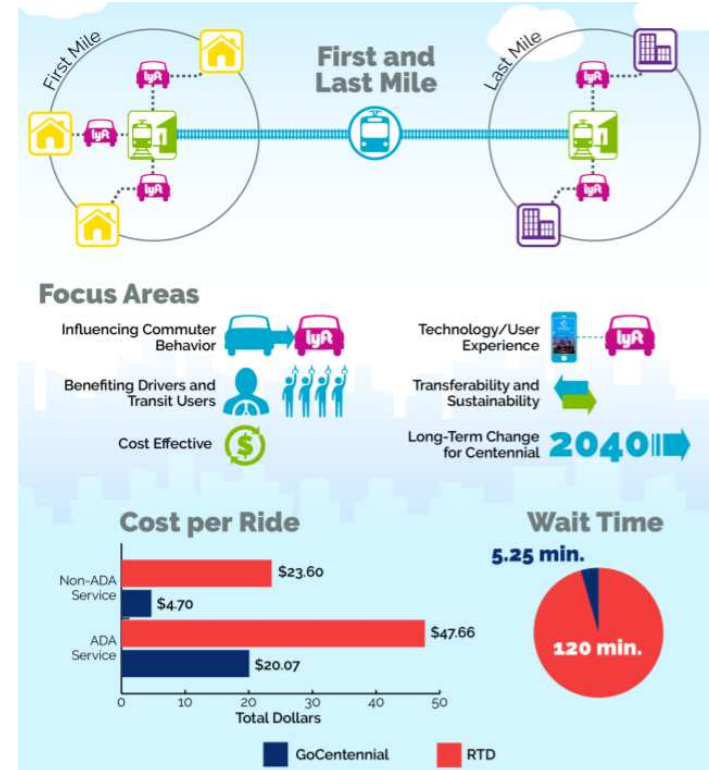 First Mile
First and
Last Mile
Last Mile
lyft
lyft
lyft
lyft
lyft
1
1
Focus Areas
Influencing Commuter
Behavior
lyft
Technology/User
Experience
lyft
Benefiting Drivers and
Transit Users
Transferability and
Sustainability
Cost Effective
$
Long-Term Change
for Centennial
2040
Cost per Ride
Non-ADA
Service
$23.60
$4.70
ADA
Service
$47.66
$20.07
0 10 20 30 40 50
Total Dollars
Wait Time
5.25 min.
120 min.
GoCentennial
RTD